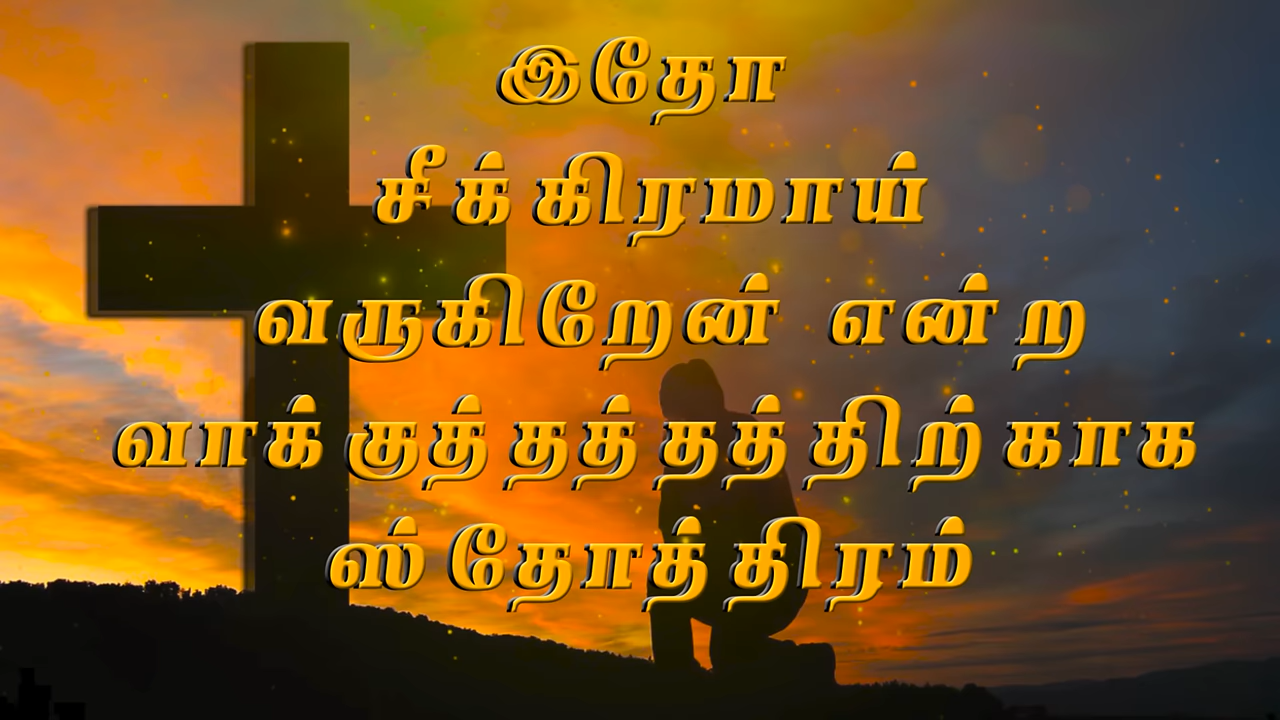 இதோ
சீக்கிரமாய்
வருகிறேன் என்ற
வாக்குத்தத்தத்திற்காக
ஸ்தோத்திரம்